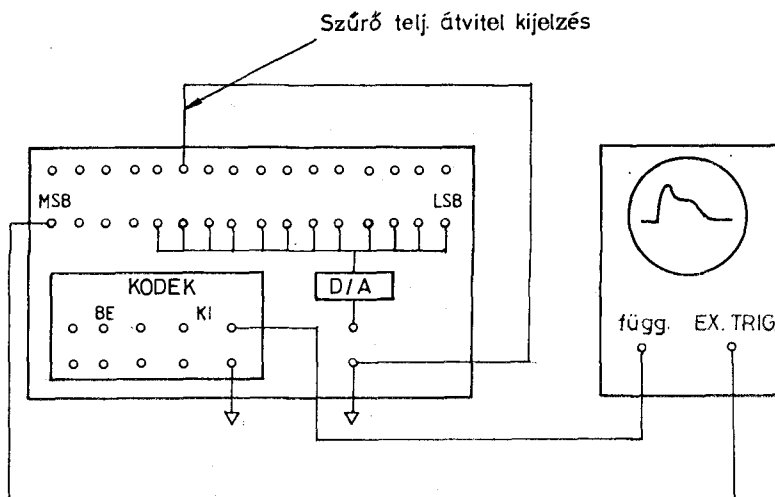 Szűrő telj. átvitel kijelzés
MSB
LSB
KODEK
BE
KI
D/A
függ.
EX. TRIG